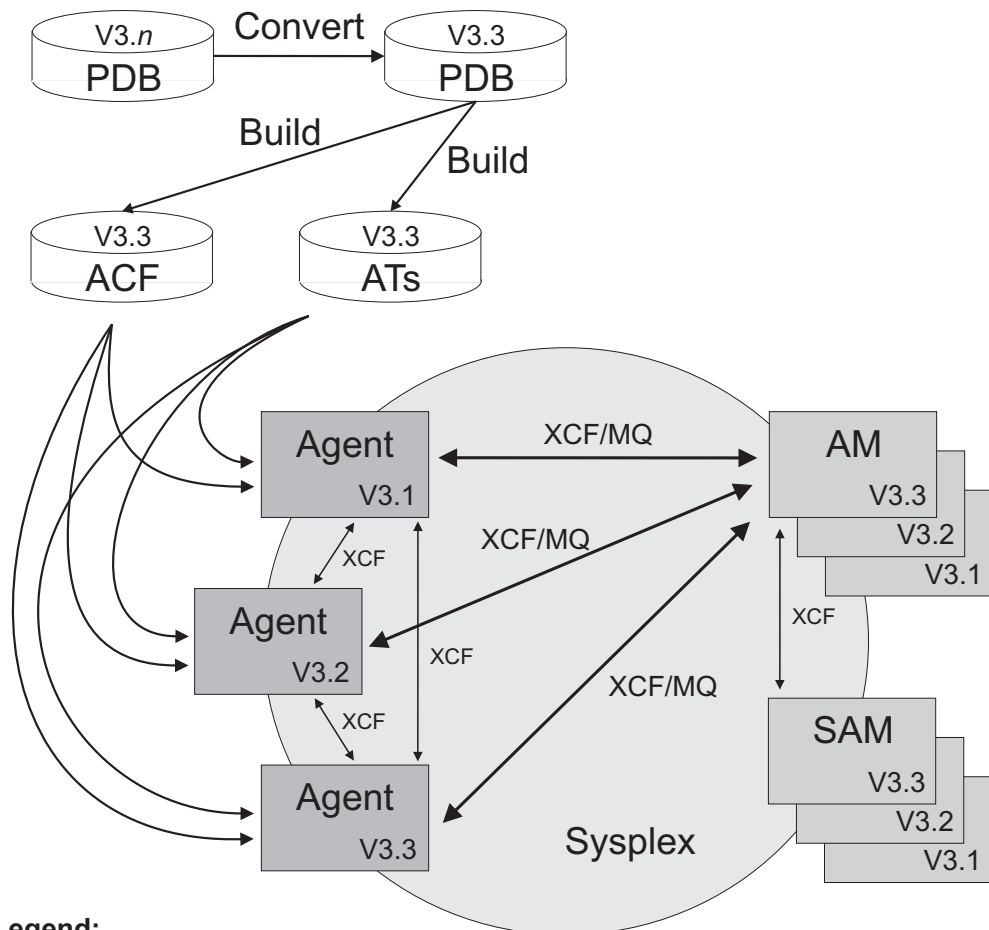 V3.n
PDB
Convert
V3.3
PDB
Build
Build
V3.3
ACF
V3.3
ATs
Agent
V3.1
XCF/MQ
AM
V3.3
V3.2
V3.1
XCF
XCF/MQ
Agent
V3.2
XCF
XCF
XCF
XCF/MQ
Agent
V3.3
SAM
V3.3
V3.2
V3.1
Sysplex
egend: